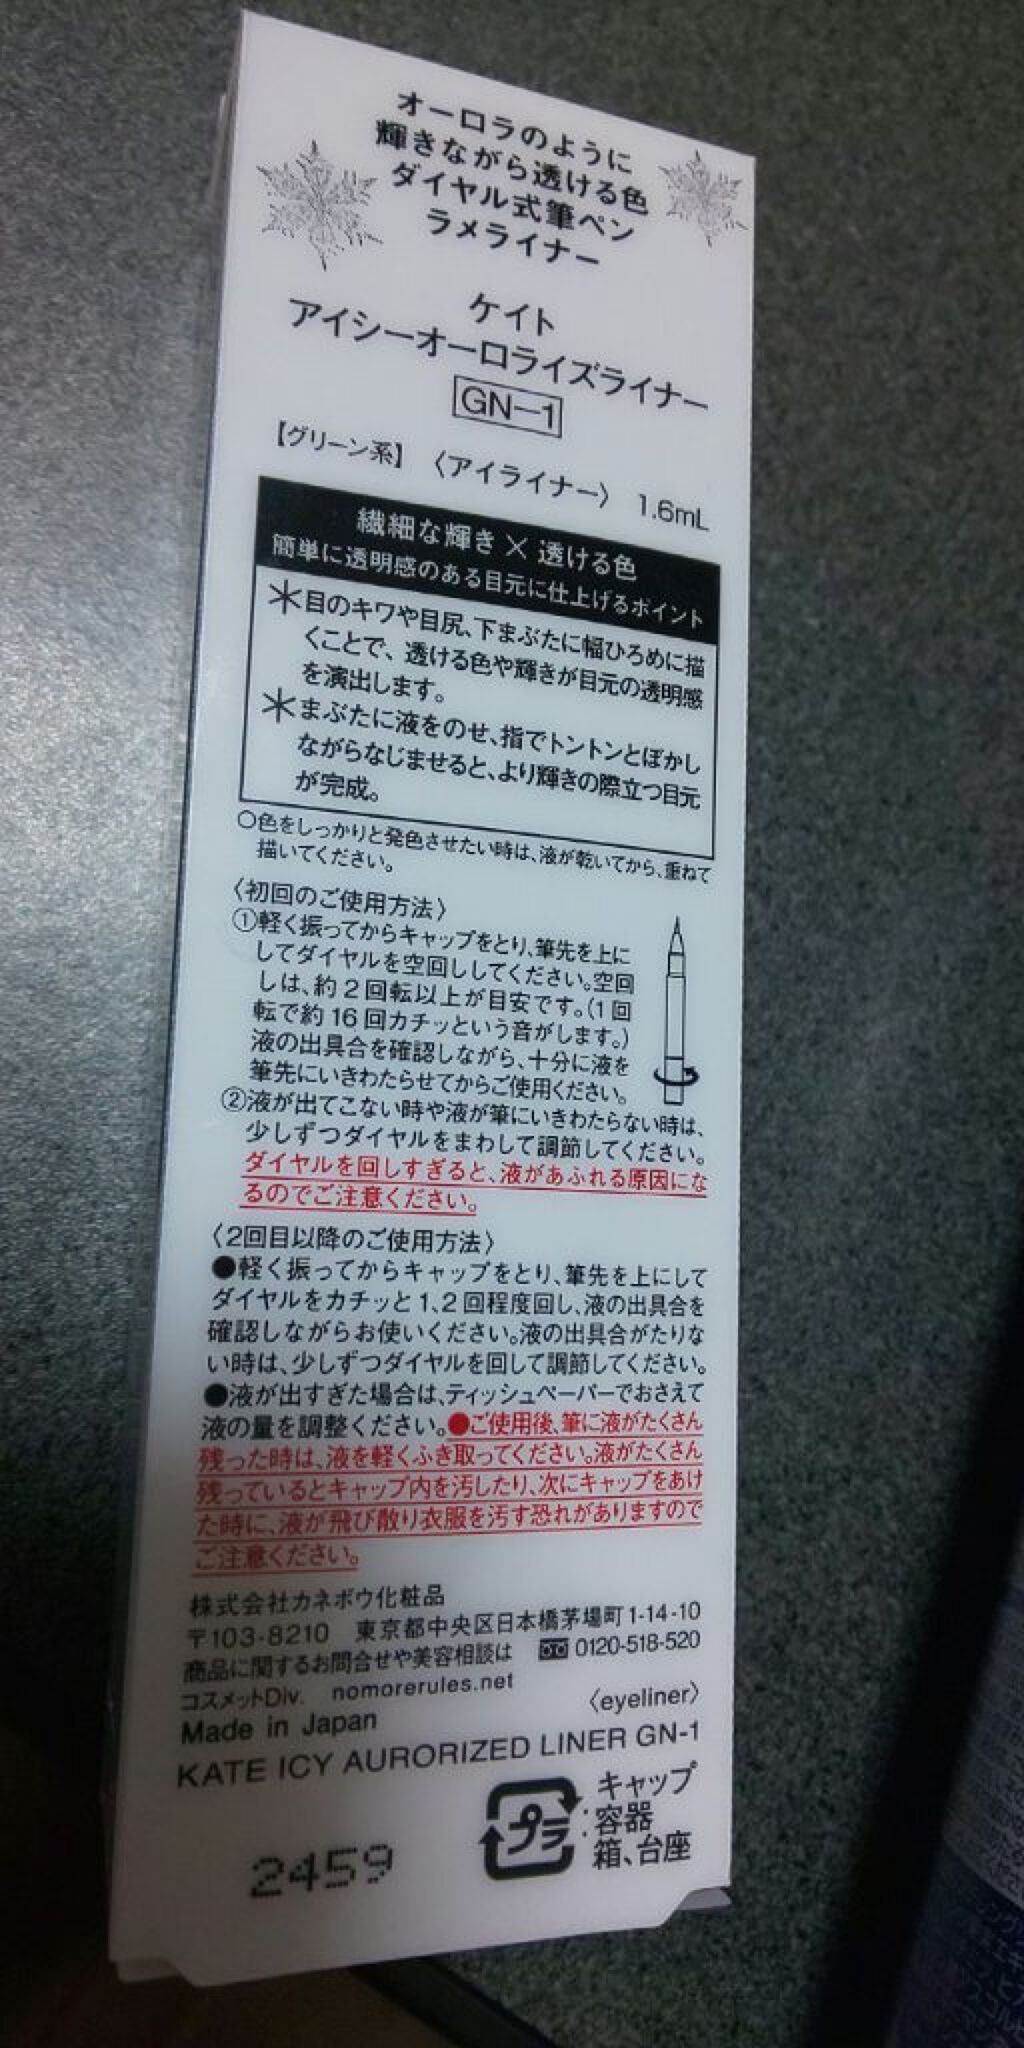 オーロラのように
輝きながら透ける色
ダイヤル式筆ペン
ラメライナー
ケイト
アイシーオーロライズライナー
GN-1
【グリーン系】 〈アイライナー〉 1.6mL
繊細な輝き×透ける色
簡単に透明感のある目元に仕上げるポイント
＊目のキワや目尻、下まぶたに幅ひろめに描
くことで、透ける色や輝きが目元の透明感
を演出します。
＊まぶたに液をのせ、指でトントンとぼかし
ながらなじませると、より輝きの際立つ目元
が完成。
○色をしっかりと発色させたい時は、液が乾いてから、重ねて
描いてください。
〈初回のご使用方法〉
①軽く振ってからキャップをとり、筆先を上に
してダイヤルを空回ししてください。空回
しは、約2回転以上が目安です。(1回
転で約16回カチッという音がします。)
液の出具合を確認しながら、十分に液を
筆先にいきわたらせてからご使用ください。
②液が出てこない時や液が筆にいきわたらない時は、
少しずつダイヤルをまわして調節してください。
ダイヤルを回しすぎると、液があふれる原因にな
るのでご注意ください。
〈2回目以降のご使用方法〉
●軽く振ってからキャップをとり、筆先を上にして
ダイヤルをカチッと1、2回程度回し、液の出具合を
確認しながらお使いください。液の出具合がたりな
い時は、少しずつダイヤルを回して調節してください。
●液が出すぎた場合は、ティッシュペーパーでおさえて
液の量を調整ください。●ご使用後、筆に液がたくさん
残った時は、液を軽くふき取ってください。液がたくさん
残っているとキャップ内を汚したり、次にキャップをあけ
た時に、液が飛び散り衣服を汚す恐れがありますので
ご注意ください。
株式会社カネボウ化粧品
〒103-8210 東京都中央区日本橋茅場町1-14-10
商品に関するお問合せや美容相談は 0120-518-520
コスメットDiv. nomorerules.net
Made in Japan 〈eyeliner〉
KATE ICY AURORIZED LINER GN-1
プラ
キャップ
:容器
箱、台座
2459